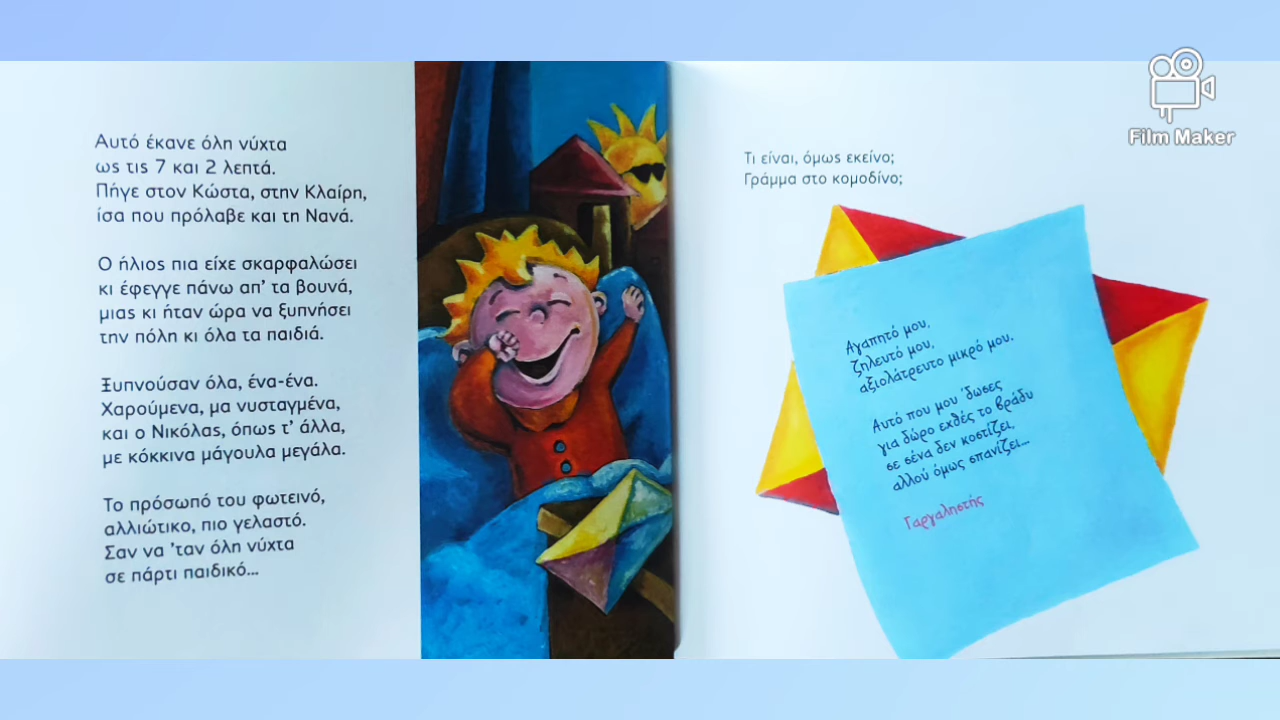 Αυτό έκανε όλη νύχτα
ως τις 7 και 2 λεπτά.
Πήγε στον Κώστα, στην Κλαίρη,
ίσα που πρόλαβε και τη Νανά.
Ο ήλιος πια είχε σκαρφαλώσει
κι έφεγγε πάνω απ’ τα βουνά,
μιας κι ήταν ώρα να ξυπνήσει
την πόλη κι όλα τα παιδιά.
Ξυπνούσαν όλα, ένα-ένα.
Χαρούμενα, μα νυσταγμένα,
και ο Νικόλας, όπως τ’ άλλα,
με κόκκινα μάγουλα μεγάλα.
Το πρόσωπό του φωτεινό,
αλλιώτικο, πιο γελαστό.
Σαν να ’ταν όλη νύχτα
σε πάρτι παιδικό...
Τι είναι, όμως εκείνο;
Γράμμα στο κομοδίνο;
Αγαπητό μου,
ζηλευτό μου,
αξιολάτρευτο μικρό μου.
Αυτό που μου ’δωσες
για δώρο εχθές το βράδυ
σε σένα δεν κοστίζει,
αλλού όμως σπανίζει...
Γαργαληστής
Film Maker